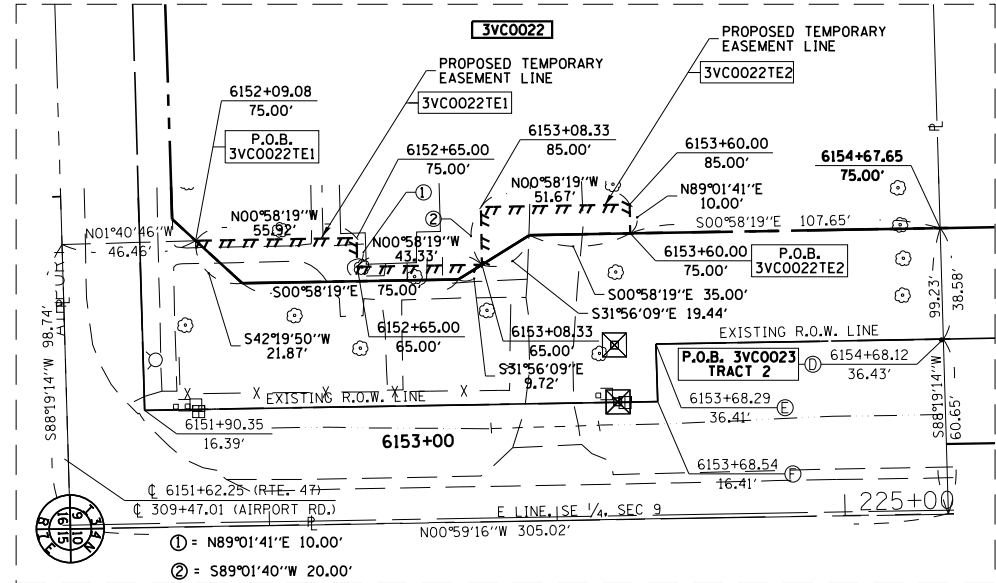 3VC0022
PROPOSED TEMPORARY
EASEMENT LINE
3VC0022TE2
PROPOSED TEMPORARY
EASEMENT LINE
3VC0022TE1
6152+09.08
75.00'
P.O.B.
3VC0022TE1
6152+65.00
75.00'
6153+08.33
85.00'
6153+60.00
85.00'
6154+67.65
75.00'
N00°58'19"W
51.67'
N89°01'41"E
10.00'
S00°58'19"E 107.65'
①
②
N01°40'46"W
46.46'
N00°58'19"W
55.92'
N00°58'19"W
43.33'
6153+60.00
75.00'
P.O.B.
3VC0022TE2
S00°58'19"E
75.00'
S00°58'19"E 35.00'
S31°56'09"E 19.44'
99.23'
38.58'
S88°19'14"W 98.74'
S42°19'50"W
21.87'
6152+65.00
65.00'
6153+08.33
65.00'
S31°56'09"E
9.72'
EXISTING R.O.W. LINE
P.O.B. 3VC0023
TRACT 2
D
6154+68.12
36.43'
EXISTING R.O.W. LINE
6153+68.29
36.41'
E
S88°19'14"W
60.65'
6151+90.35
16.39'
6153+00
6153+68.54
16.41'
F
℄ 6151+62.25 (RTE. 47)
℄ 309+47.01 (AIRPORT RD.)
E LINE, SE 1/4, SEC 9
225+00
N00°59'16"W 305.02'
T34N
R7E
9 10
16 15
① = N89°01'41"E 10.00'
② = S89°01'40"W 20.00'